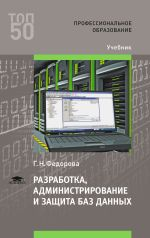 ТОП
50
ПРОФЕССИОНАЛЬНОЕ
ОБРАЗОВАНИЕ
Учебник
Г. Н. Федорова
РАЗРАБОТКА,
АДМИНИСТРИРОВАНИЕ
И ЗАЩИТА БАЗ ДАННЫХ